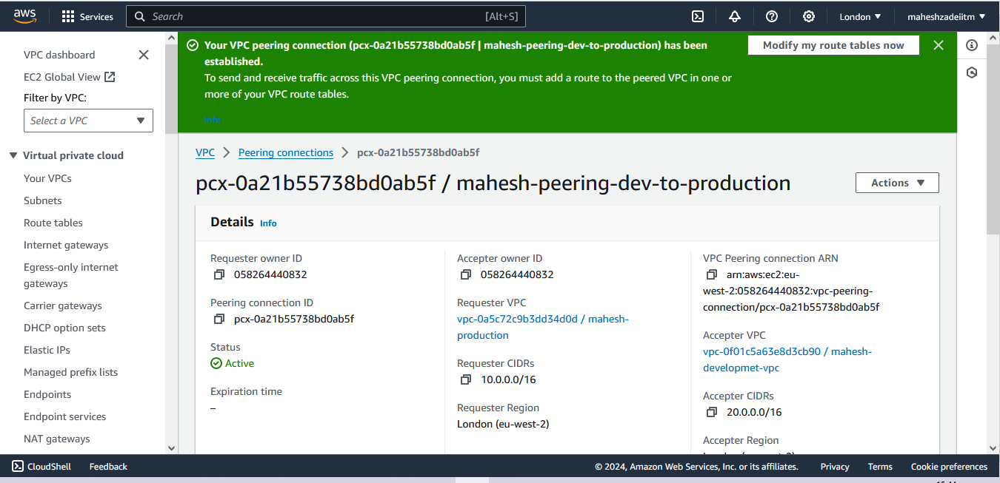 aws
Services
Search
[Alt+S]
London
maheshzadeiitm
VPC dashboard
EC2 Global View
Filter by VPC:
Select a VPC
Virtual private cloud
Your VPCs
Subnets
Route tables
Internet gateways
Egress-only internet
gateways
Carrier gateways
DHCP option sets
Elastic IPs
Managed prefix lists
Endpoints
Endpoint services
NAT gateways
Your VPC peering connection (pcx-0a21b55738bd0ab5f | mahesh-peering-dev-to-production) has been
established.
To send and receive traffic across this VPC peering connection, you must add a route to the peered VPC in one or
more of your VPC route tables.
Info
Modify my route tables now
VPC
Peering connections
pcx-0a21b55738bd0ab5f
pcx-0a21b55738bd0ab5f / mahesh-peering-dev-to-production
Actions
Details Info
Requester owner ID
058264440832
Peering connection ID
pcx-0a21b55738bd0ab5f
Status
Active
Expiration time
–
Accepter owner ID
058264440832
Requester VPC
vpc-0a5c72c9b3dd34d0d / mahesh-
production
Requester CIDRs
10.0.0.0/16
Requester Region
London (eu-west-2)
VPC Peering connection ARN
arn:aws:ec2:eu-
west-2:058264440832:vpc-peering-
connection/pcx-0a21b55738bd0ab5f
Accepter VPC
vpc-0f01c5a63e8d3cb90 / mahesh-
developmet-vpc
Accepter CIDRs
20.0.0.0/16
Accepter Region
London (eu-west-2)
CloudShell
Feedback
© 2024, Amazon Web Services, Inc. or its affiliates.
Privacy
Terms
Cookie preferences